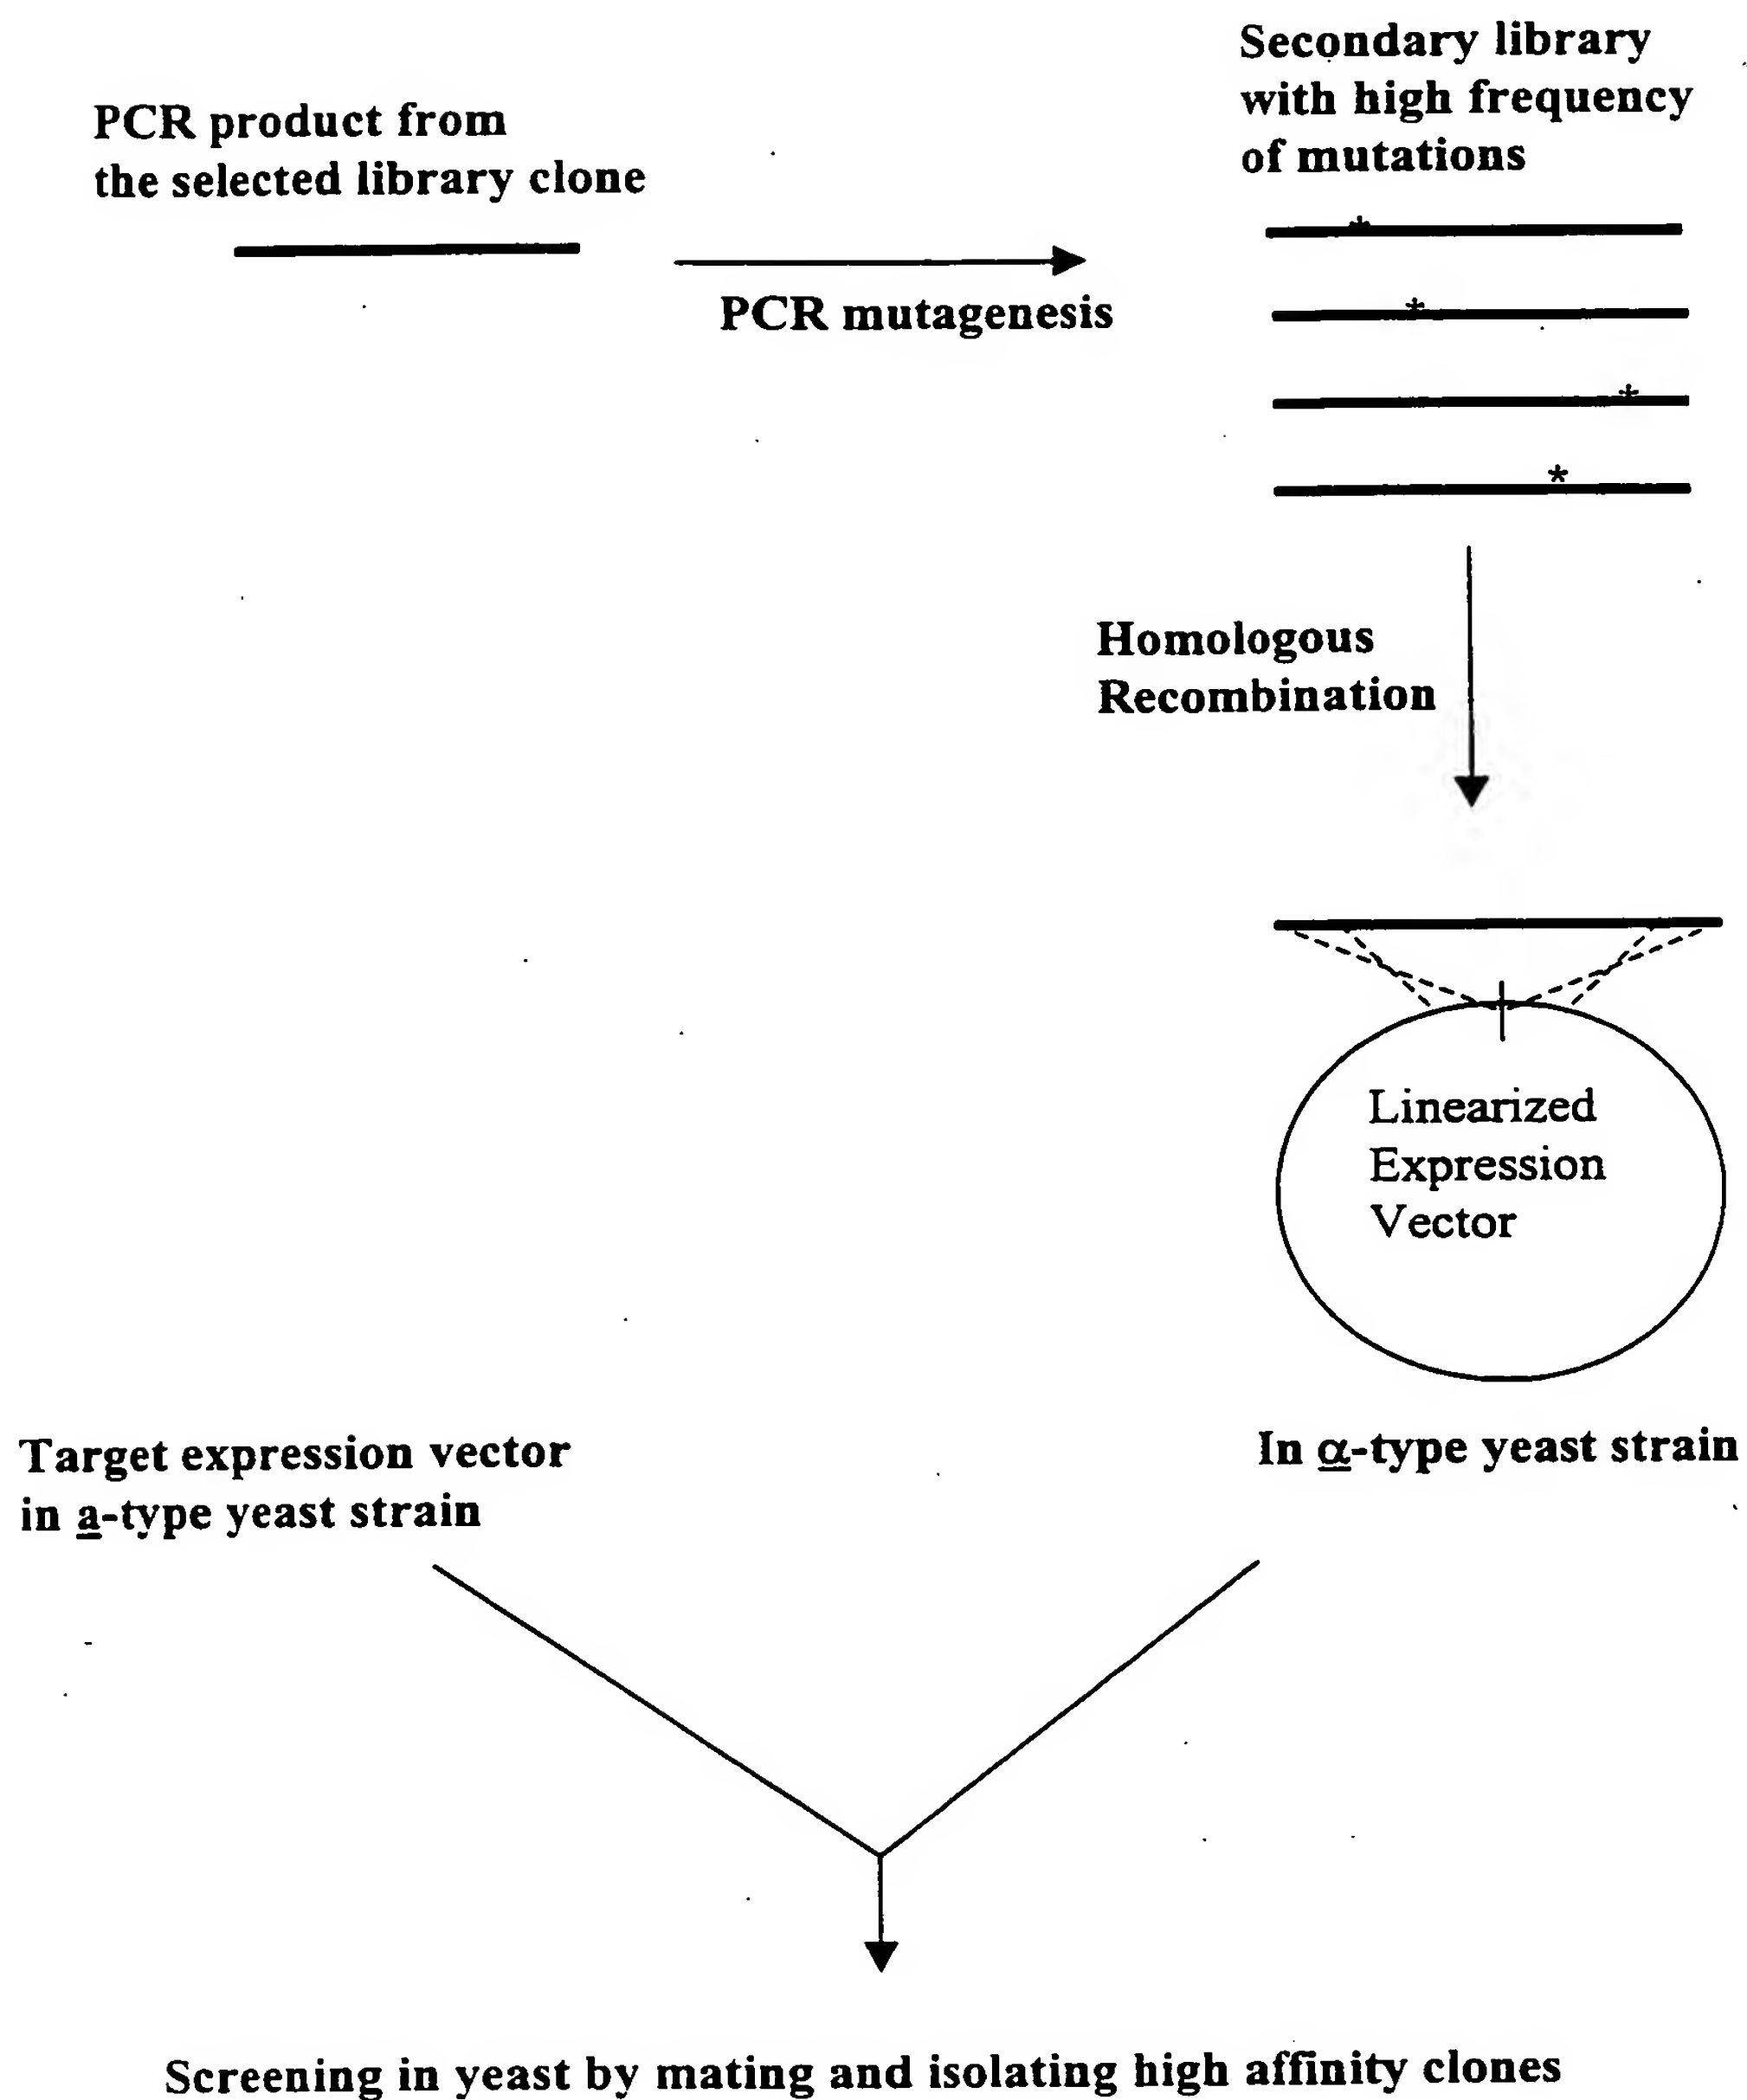 PCR product from
the selected library clone
PCR mutagenesis
Secondary library
with high frequency
of mutations
*
*
*
*
Homologous
Recombination
Linearized
Expression
Vector
In α-type yeast strain
Target expression vector
in a-type yeast strain
Screening in yeast by mating and isolating high affinity clones